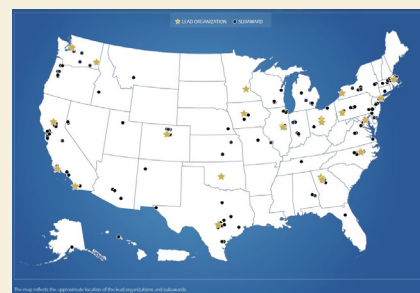 LEAD ORGANIZATION SUBAWARD
The map reflects the approximate location of the lead organizations and subawards.